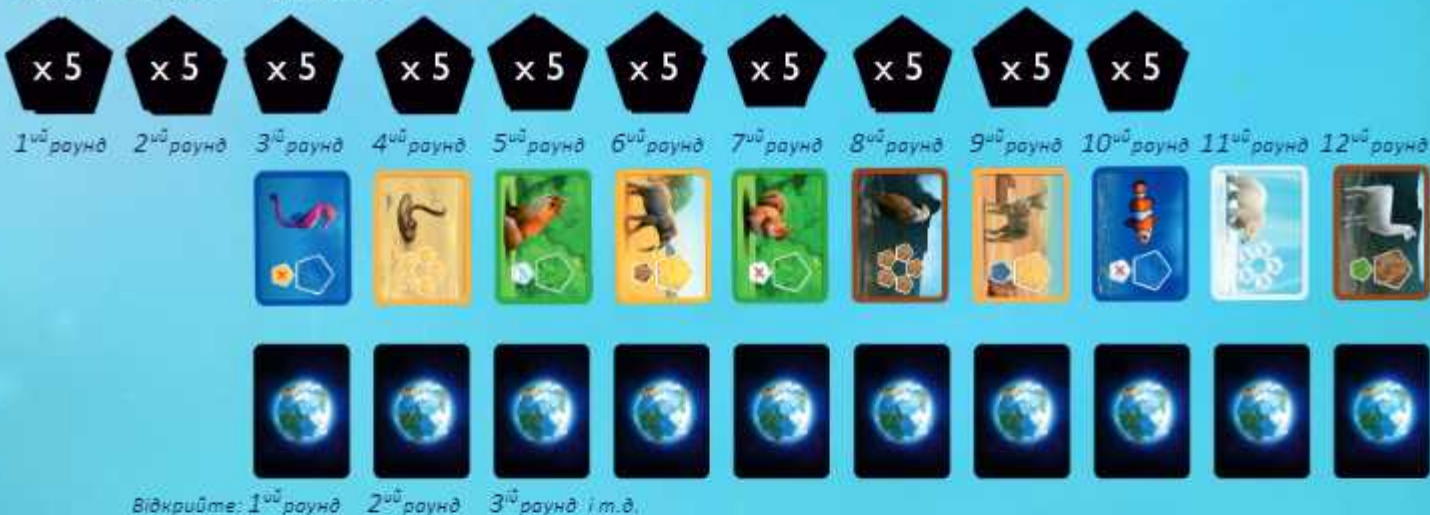 x 5 x 5 x 5 x 5 x 5 x 5 x 5 x 5 x 5 x 5
1ий раунд 2ий раунд 3ій раунд 4ий раунд 5ий раунд 6ий раунд 7ий раунд 8ий раунд 9ий раунд 10ий раунд 11ий раунд 12ий раунд
Відкрийте: 1ий раунд 2ий раунд 3ій раунд і т.д.